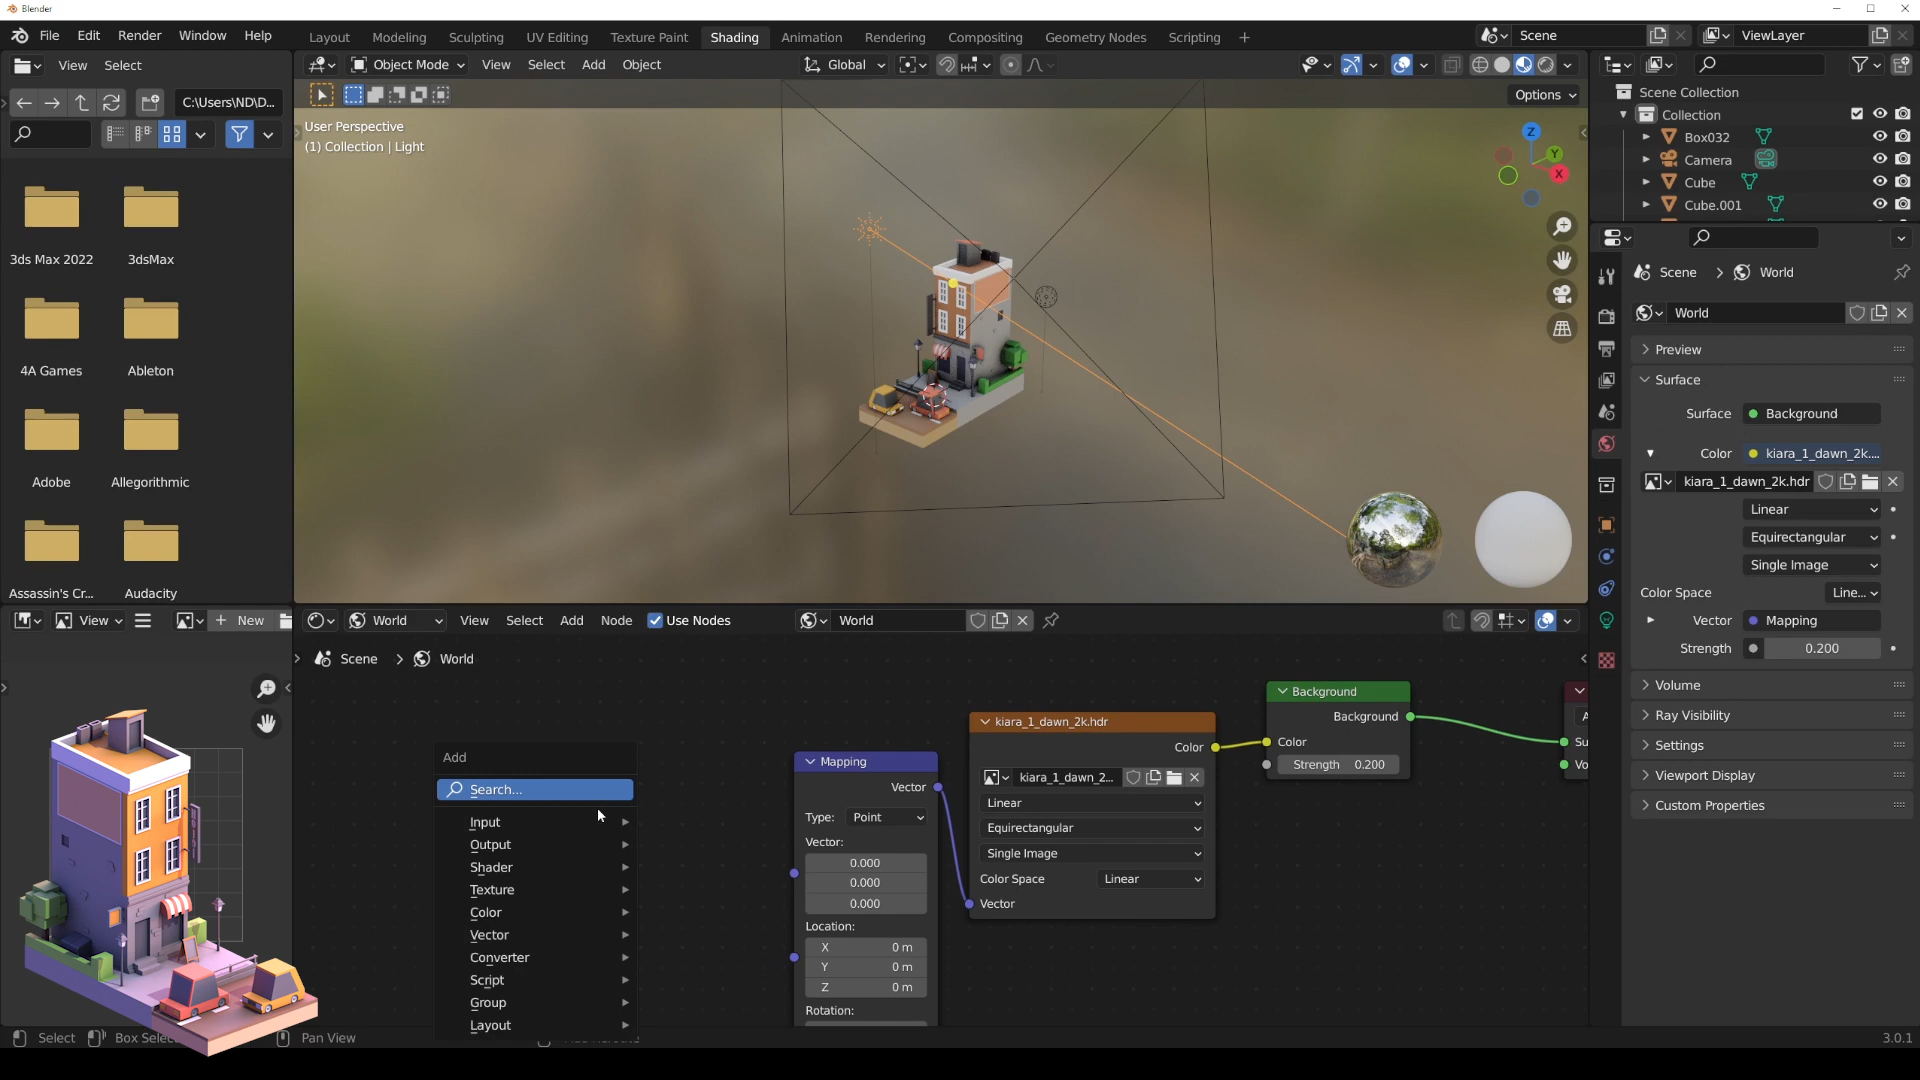 Blender
File Edit Render Window Help
Layout Modeling Sculpting UV Editing Texture Paint Shading Animation Rendering Compositing Geometry Nodes Scripting +
Scene
ViewLayer
View Select
Object Mode View Select Add Object
Global
C:\Users\ND\D...
Options
User Perspective
(1) Collection | Light
Z
Y
X
3ds Max 2022
3dsMax
4A Games
Ableton
Adobe
Allegorithmic
Assassin's Cr...
Audacity
Scene Collection
Collection
Box032
Camera
Cube
Cube.001
Scene > World
World
Preview
Surface
Surface Background
Color kiara_1_dawn_2k....
kiara_1_dawn_2k.hdr
Linear
Equirectangular
Single Image
Color Space Line...
Vector Mapping
Strength 0.200
Volume
Ray Visibility
Settings
Viewport Display
Custom Properties
View + New
World View Select Add Node Use Nodes World
Scene > World
Add
Search...
Input
Output
Shader
Texture
Color
Vector
Converter
Script
Group
Layout
Mapping
Vector
Type: Point
Vector:
0.000
0.000
0.000
Location:
X 0 m
Y 0 m
Z 0 m
Rotation:
kiara_1_dawn_2k.hdr
Color
kiara_1_dawn_2...
Linear
Equirectangular
Single Image
Color Space Linear
Vector
Background
Background
Color
Strength 0.200
Su
Vo
Select
Box Selec
Pan View
3.0.1